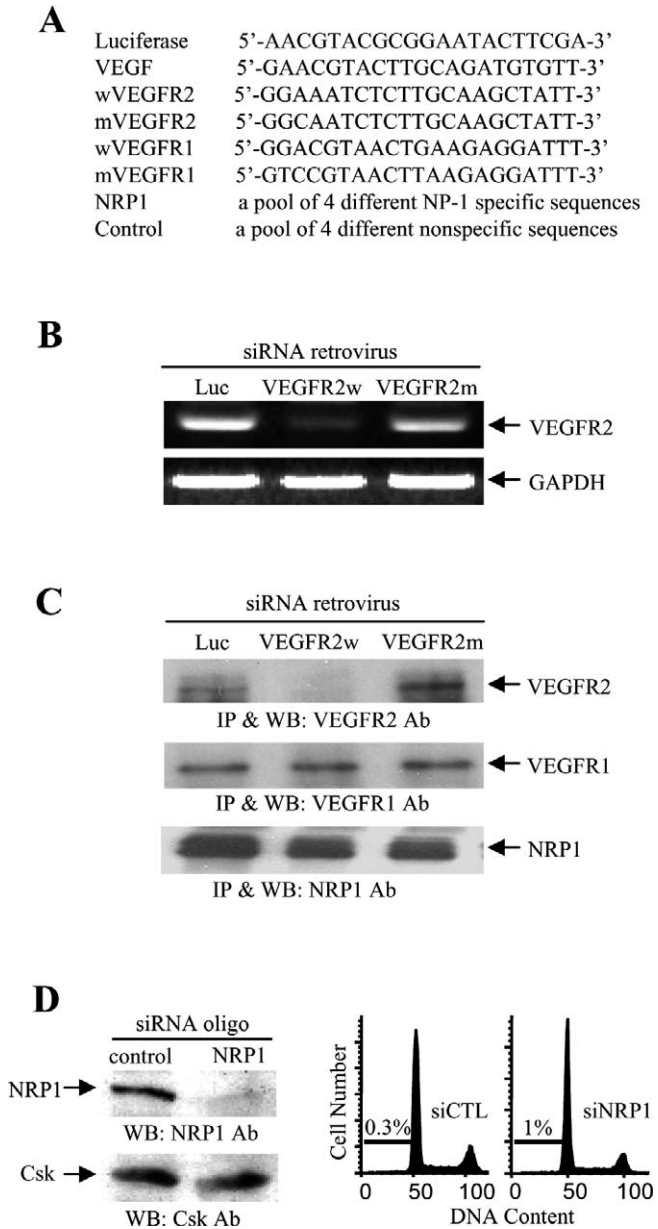 A
Luciferase 5'-AACGTACGCGGAATACTTCGA-3'
VEGF 5'-GAACGTACTTGCAGATGTGTT-3'
wVEGFR2 5'-GGAAATCTCTTGCAAGCTATT-3'
mVEGFR2 5'-GGCAATCTCTTGCAAGCTATT-3'
wVEGFR1 5'-GGACGTAACTGAAGAGGATTT-3'
mVEGFR1 5'-GTCCGTAACTTAAGAGGATTT-3'
NRP1 a pool of 4 different NP-1 specific sequences
Control a pool of 4 different nonspecific sequences
B
siRNA retrovirus
Luc VEGFR2w VEGFR2m
VEGFR2
GAPDH
C
siRNA retrovirus
Luc VEGFR2w VEGFR2m
VEGFR2
IP & WB: VEGFR2 Ab
VEGFR1
IP & WB: VEGFR1 Ab
NRP1
IP & WB: NRP1 Ab
D
siRNA oligo
control NRP1
NRP1
WB: NRP1 Ab
Csk
WB: Csk Ab
Cell Number
0.3% siCTL
0 50 100
1% siNRP1
0 50 100
DNA Content